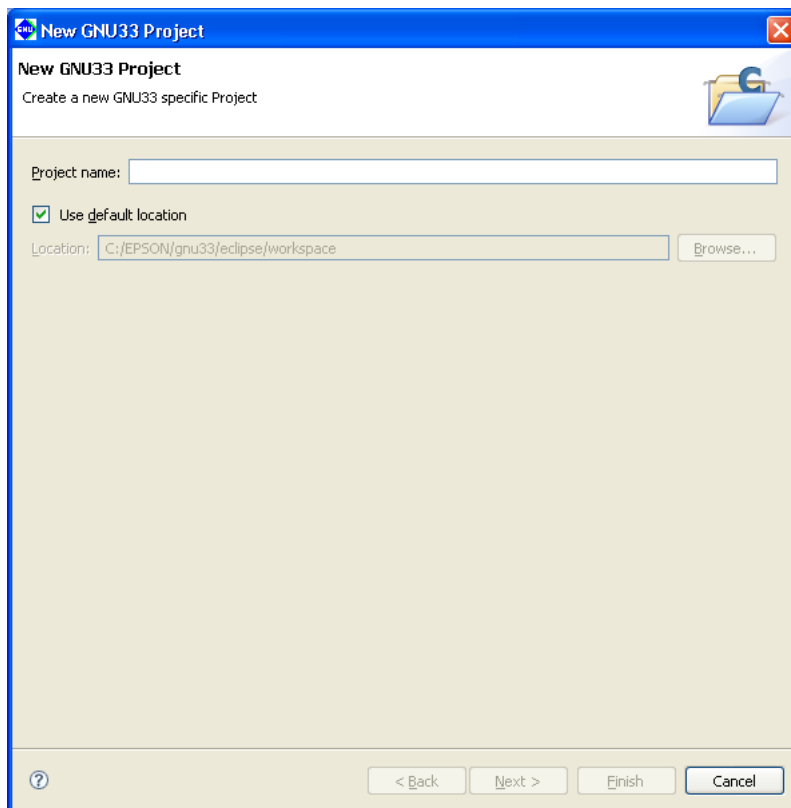 GNU New GNU33 Project
New GNU33 Project
Create a new GNU33 specific Project
C
Project name:
Use default location
Location: C:/EPSON/gnu33/eclipse/workspace Browse...
? < Back Next > Finish Cancel